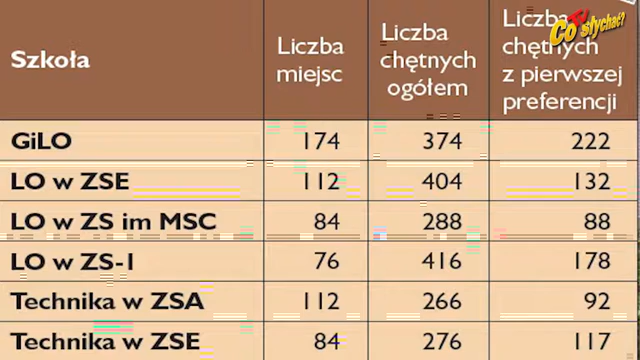 Szkoła
Liczba
miejsc
Liczba
chętnych
ogółem
Liczba
chętnych
z pierwszej
preferencji
Co TV słychać?
GiLO 174 374 222
LO w ZSE 112 404 132
LO w ZS im MSC 84 288 88
LO w ZS-1 76 416 178
Technika w ZSA 112 266 92
Technika w ZSE 84 276 117